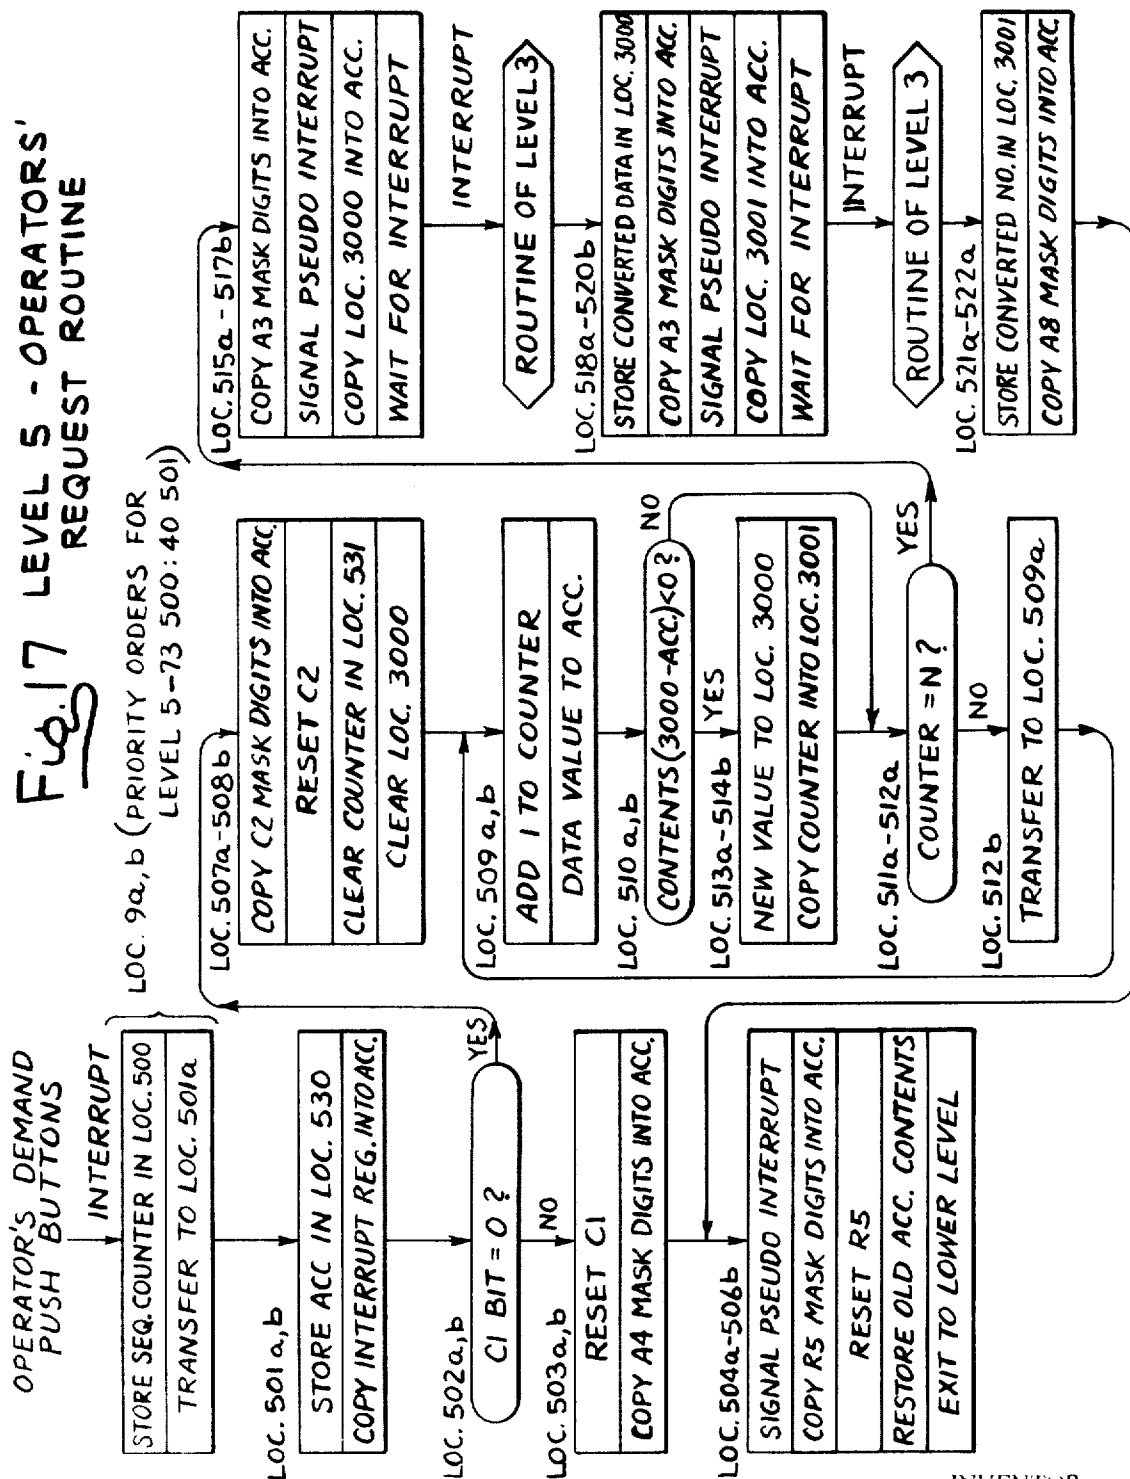 Fig. 17 LEVEL 5 - OPERATORS'
REQUEST ROUTINE
OPERATOR'S DEMAND
PUSH BUTTONS
INTERRUPT
LOC. 9a,b (PRIORITY ORDERS FOR
LEVEL 5-73 500:40 501)
STORE SEQ. COUNTER IN LOC. 500
TRANSFER TO LOC. 501a
LOC. 501a,b
STORE ACC IN LOC. 530
COPY INTERRUPT REG. INTO ACC.
LOC. 502a,b
C1 BIT = 0 ?
YES
NO
LOC. 503a,b
RESET C1
COPY A4 MASK DIGITS INTO ACC.
LOC. 504a-506b
SIGNAL PSEUDO INTERRUPT
COPY R5 MASK DIGITS INTO ACC.
RESET R5
RESTORE OLD ACC. CONTENTS
EXIT TO LOWER LEVEL
LOC. 507a-508b
COPY C2 MASK DIGITS INTO ACC.
RESET C2
CLEAR COUNTER IN LOC. 531
CLEAR LOC. 3000
LOC. 509a,b
ADD 1 TO COUNTER
DATA VALUE TO ACC.
LOC. 510a,b
CONTENTS (3000-ACC.)<0?
NO
YES
LOC. 513a-514b
NEW VALUE TO LOC. 3000
COPY COUNTER INTO LOC. 3001
LOC. 511a-512a
COUNTER = N ?
YES
NO
LOC. 512b
TRANSFER TO LOC. 509a
LOC. 515a-517b
COPY A3 MASK DIGITS INTO ACC.
SIGNAL PSEUDO INTERRUPT
COPY LOC. 3000 INTO ACC.
WAIT FOR INTERRUPT
INTERRUPT
ROUTINE OF LEVEL 3
LOC. 518a-520b
STORE CONVERTED DATA IN LOC. 3000
COPY A3 MASK DIGITS INTO ACC.
SIGNAL PSEUDO INTERRUPT
COPY LOC. 3001 INTO ACC.
WAIT FOR INTERRUPT
INTERRUPT
ROUTINE OF LEVEL 3
LOC. 521a-522a
STORE CONVERTED NO. IN LOC. 3001
COPY A8 MASK DIGITS INTO ACC.